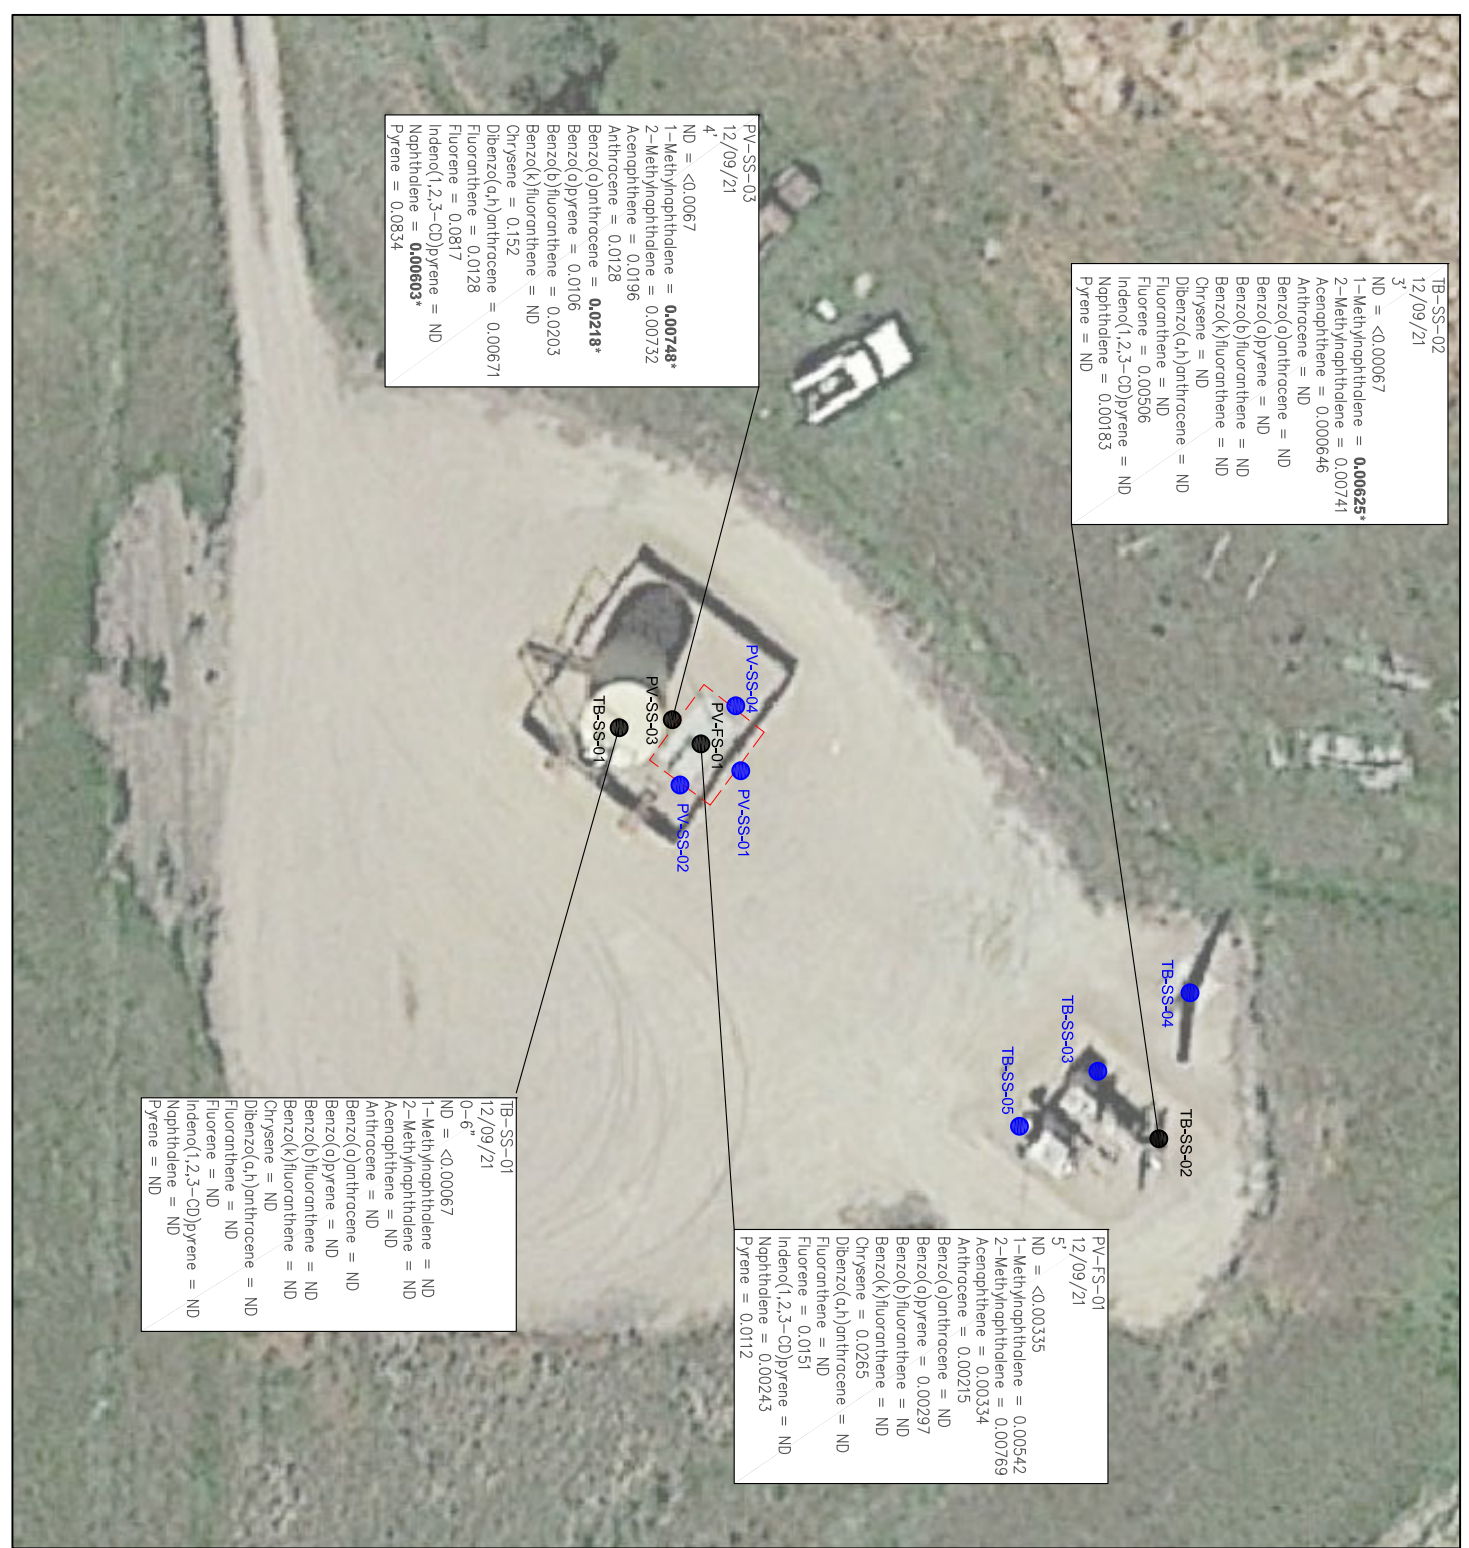 TB-SS-02
12/09/21
3'
ND = <0.00067
1-Methylnaphthalene = 0.00625*
2-Methylnaphthalene = 0.00741
Acenaphthene = 0.000646
Anthracene = ND
Benzo(a)anthracene = ND
Benzo(a)pyrene = ND
Benzo(b)fluoranthene = ND
Benzo(k)fluoranthene = ND
Chrysene = ND
Dibenzo(a,h)anthracene = ND
Fluoranthene = ND
Fluorene = 0.00506
Indeno(1,2,3-CD)pyrene = ND
Naphthalene = 0.00183
Pyrene = ND
PV-SS-03
12/09/21
4'
ND = <0.0067
1-Methylnaphthalene = 0.00748*
2-Methylnaphthalene = 0.00732
Acenaphthene = 0.0196
Anthracene = 0.0128
Benzo(a)anthracene = 0.0218*
Benzo(a)pyrene = 0.0106
Benzo(b)fluoranthene = 0.0203
Benzo(k)fluoranthene = ND
Chrysene = 0.152
Dibenzo(a,h)anthracene = 0.00671
Fluoranthene = 0.0128
Fluorene = 0.0817
Indeno(1,2,3-CD)pyrene = ND
Naphthalene = 0.00603*
Pyrene = 0.0834
TB-SS-04
TB-SS-02
TB-SS-03
TB-SS-05
PV-SS-04
PV-SS-01
PV-FS-01
PV-SS-02
PV-SS-03
TB-SS-01
PV-FS-01
12/09/21
5'
ND = <0.00335
1-Methylnaphthalene = 0.00542
2-Methylnaphthalene = 0.00769
Acenaphthene = 0.00334
Anthracene = 0.00215
Benzo(a)anthracene = ND
Benzo(a)pyrene = 0.00297
Benzo(b)fluoranthene = ND
Benzo(k)fluoranthene = ND
Chrysene = 0.0265
Dibenzo(a,h)anthracene = ND
Fluoranthene = ND
Fluorene = 0.0151
Indeno(1,2,3-CD)pyrene = ND
Naphthalene = 0.00243
Pyrene = 0.0112
TB-SS-01
12/09/21
0-6"
ND = <0.00067
1-Methylnaphthalene = ND
2-Methylnaphthalene = ND
Acenaphthene = ND
Anthracene = ND
Benzo(a)anthracene = ND
Benzo(a)pyrene = ND
Benzo(b)fluoranthene = ND
Benzo(k)fluoranthene = ND
Chrysene = ND
Dibenzo(a,h)anthracene = ND
Fluoranthene = ND
Fluorene = ND
Indeno(1,2,3-CD)pyrene = ND
Naphthalene = ND
Pyrene = ND